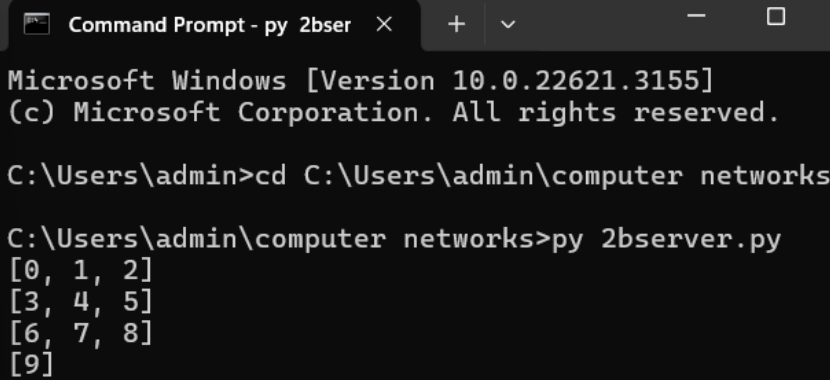 Command Prompt - py 2bser
Microsoft Windows [Version 10.0.22621.3155]
(c) Microsoft Corporation. All rights reserved.
C:\Users\admin>cd C:\Users\admin\computer networks
C:\Users\admin\computer networks>py 2bserver.py
[0, 1, 2]
[3, 4, 5]
[6, 7, 8]
[9]